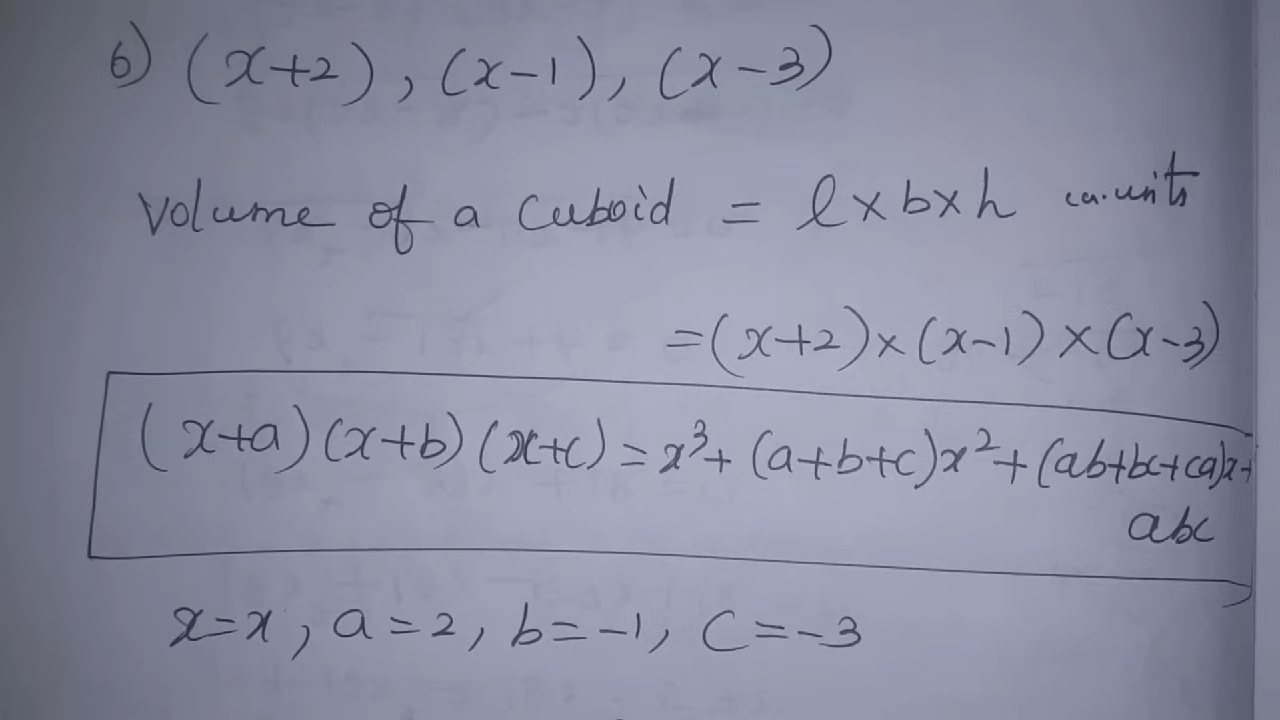 6) (x+2), (x-1), (x-3)
Volume of a cuboid = l×b×h cu.units
=(x+2)×(x-1)×(x-3)
(x+a)(x+b)(x+c)=x³+(a+b+c)x²+(ab+bc+ca)x+
abc
x=x, a=2, b=-1, c=-3